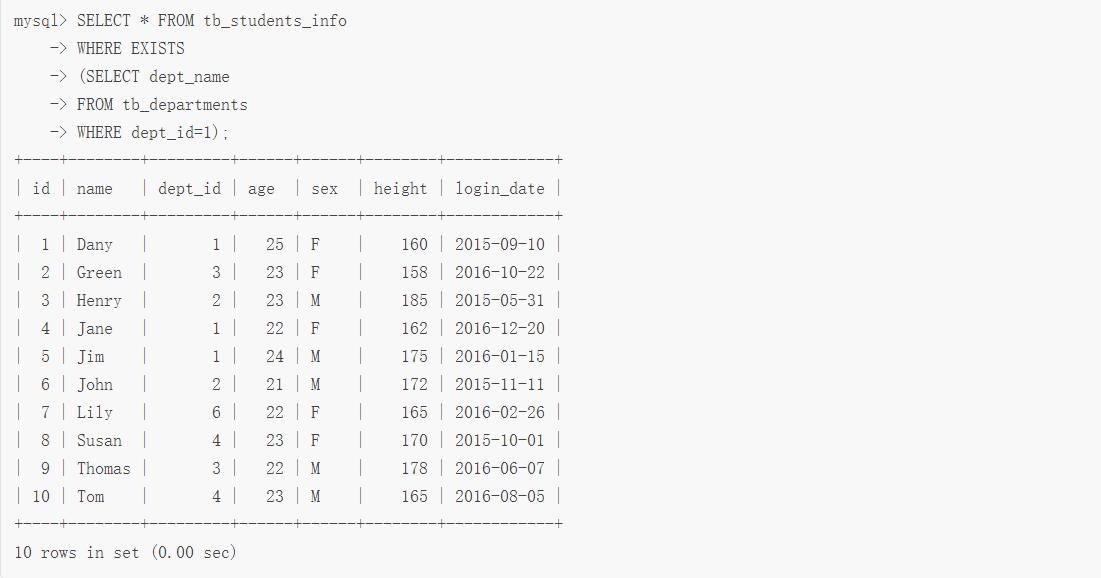 mysql> SELECT * FROM tb_students_info
    -> WHERE EXISTS
    -> (SELECT dept_name
    -> FROM tb_departments
    -> WHERE dept_id=1);
+----+--------+---------+------+------+--------+------------+
| id | name   | dept_id | age  | sex  | height | login_date |
+----+--------+---------+------+------+--------+------------+
|  1 | Dany   |       1 |   25 | F    |    160 | 2015-09-10 |
|  2 | Green  |       3 |   23 | F    |    158 | 2016-10-22 |
|  3 | Henry  |       2 |   23 | M    |    185 | 2015-05-31 |
|  4 | Jane   |       1 |   22 | F    |    162 | 2016-12-20 |
|  5 | Jim    |       1 |   24 | M    |    175 | 2016-01-15 |
|  6 | John   |       2 |   21 | M    |    172 | 2015-11-11 |
|  7 | Lily   |       6 |   22 | F    |    165 | 2016-02-26 |
|  8 | Susan  |       4 |   23 | F    |    170 | 2015-10-01 |
|  9 | Thomas |       3 |   22 | M    |    178 | 2016-06-07 |
| 10 | Tom    |       4 |   23 | M    |    165 | 2016-08-05 |
+----+--------+---------+------+------+--------+------------+
10 rows in set (0.00 sec)